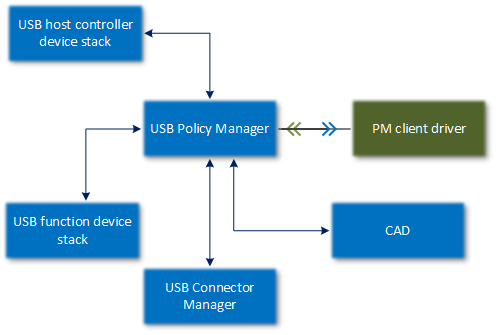 USB host controller
device stack
USB Policy Manager
PM client driver
USB function device
stack
CAD
USB Connector
Manager